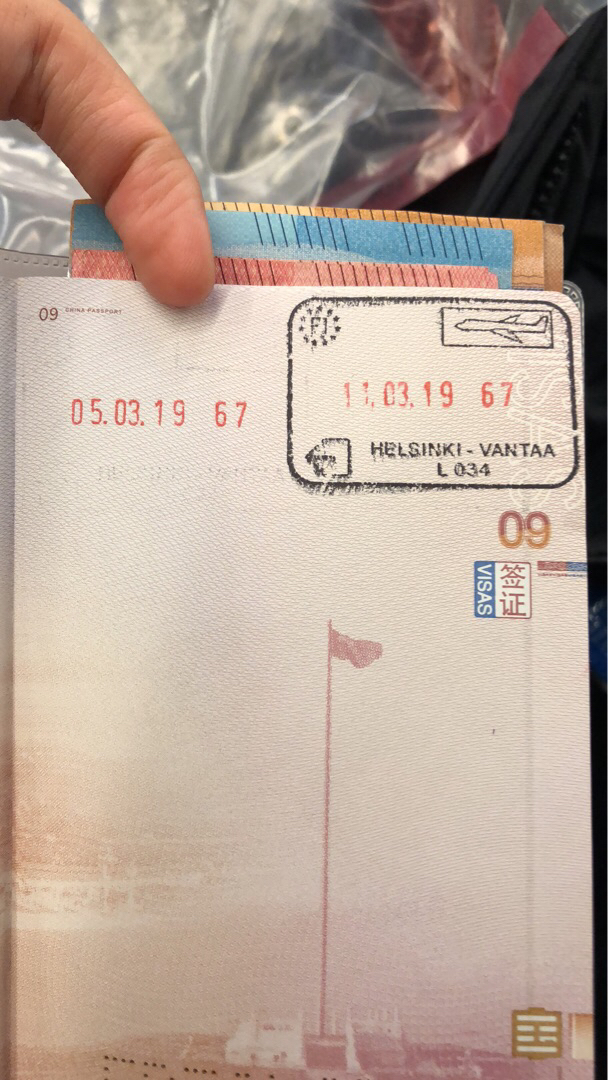 09 CHINA PASSPORT
FI
05.03.19 67
11.03.19 67
HELSINKI - VANTAA
L 034
09
VISAS
签证